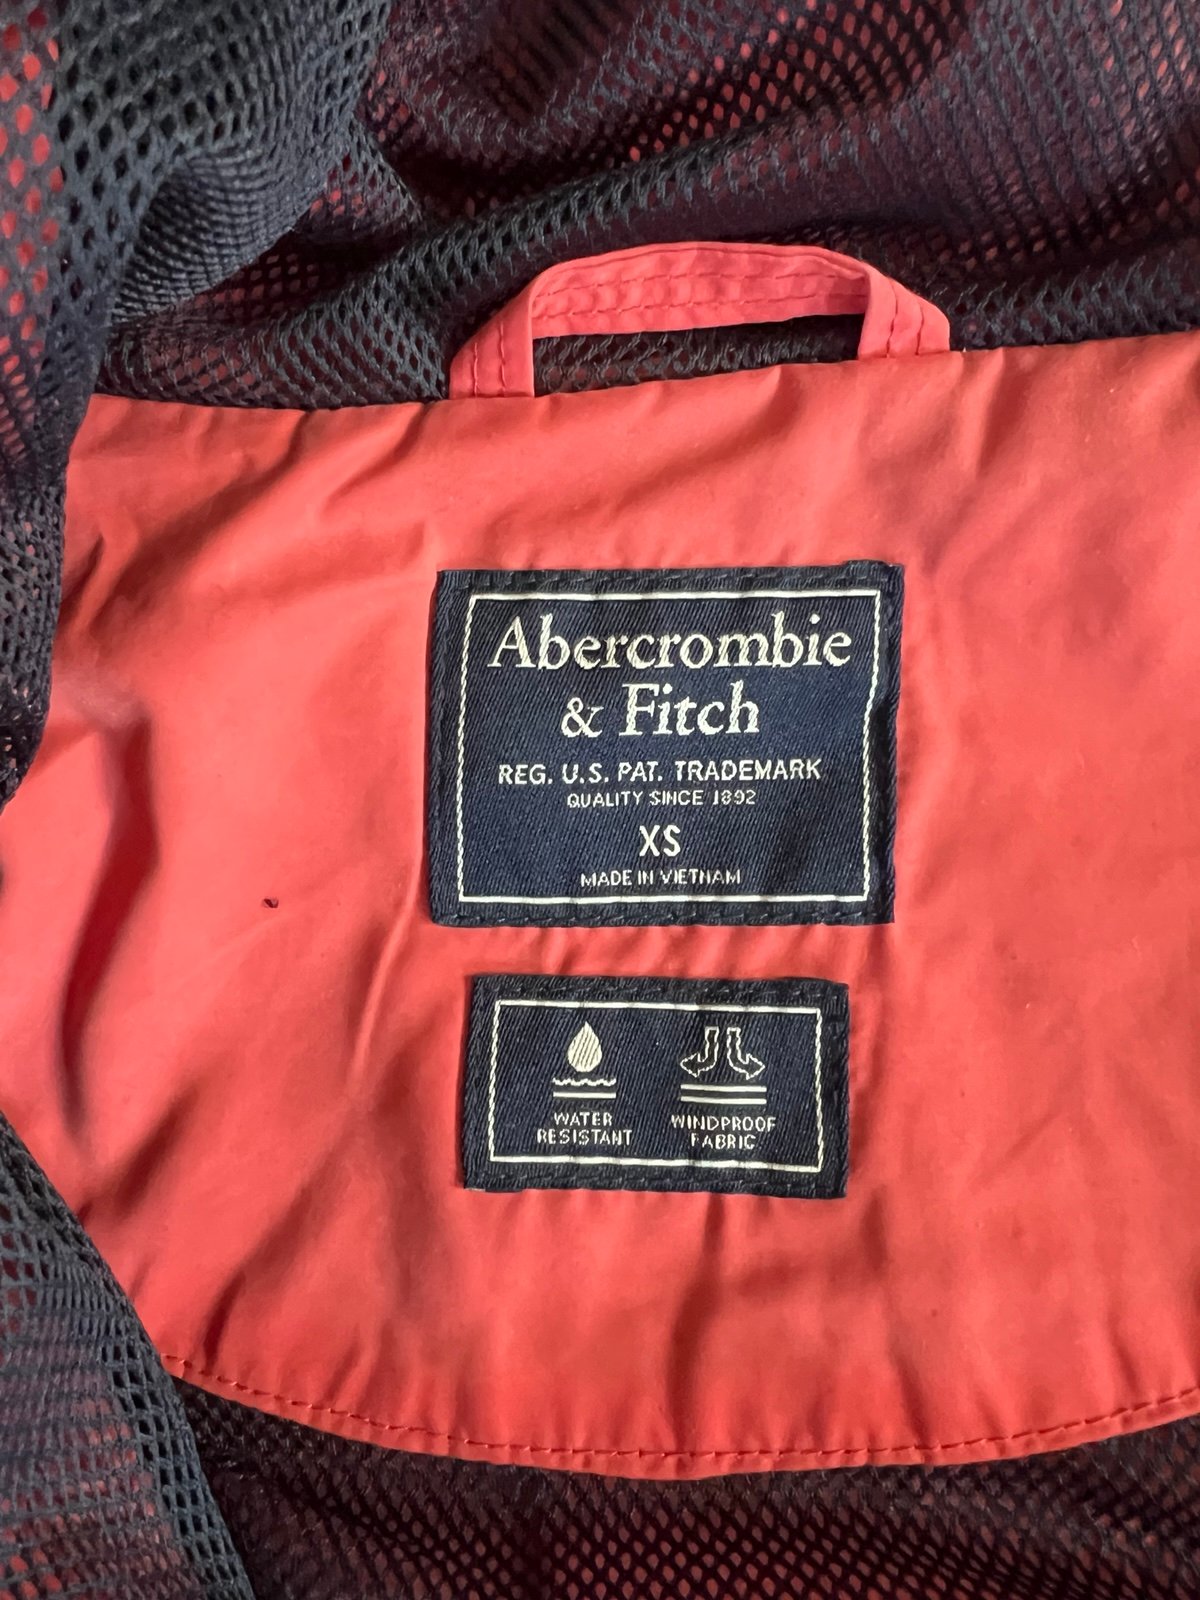 Abercrombie
& Fitch
REG. U.S. PAT. TRADEMARK
QUALITY SINCE 1892
XS
MADE IN VIETNAM
WATER
RESISTANT
WINDPROOF
FABRIC